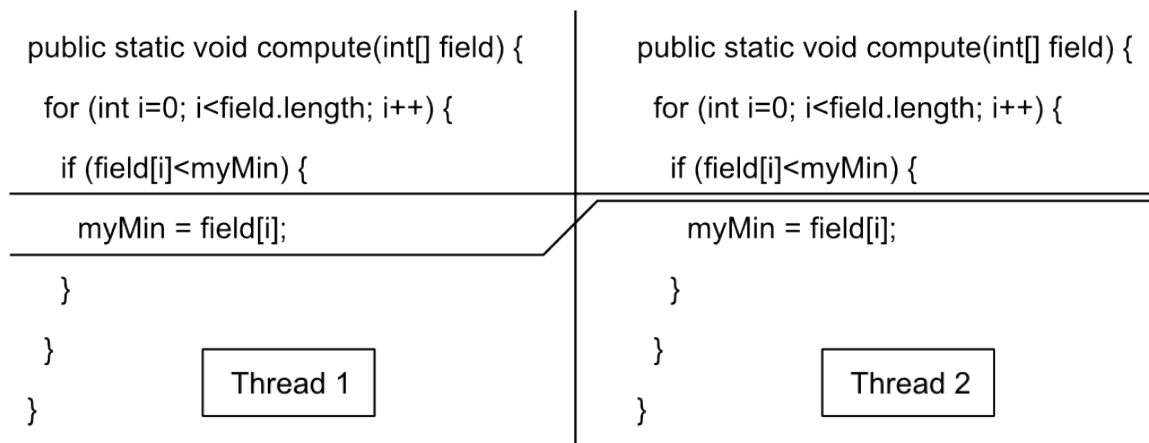 public static void compute(int[] field) {
for (int i=0; i<field.length; i++) {
if (field[i]<myMin) {
myMin = field[i];
}
}
}
Thread 1
public static void compute(int[] field) {
for (int i=0; i<field.length; i++) {
if (field[i]<myMin) {
myMin = field[i];
}
}
}
Thread 2